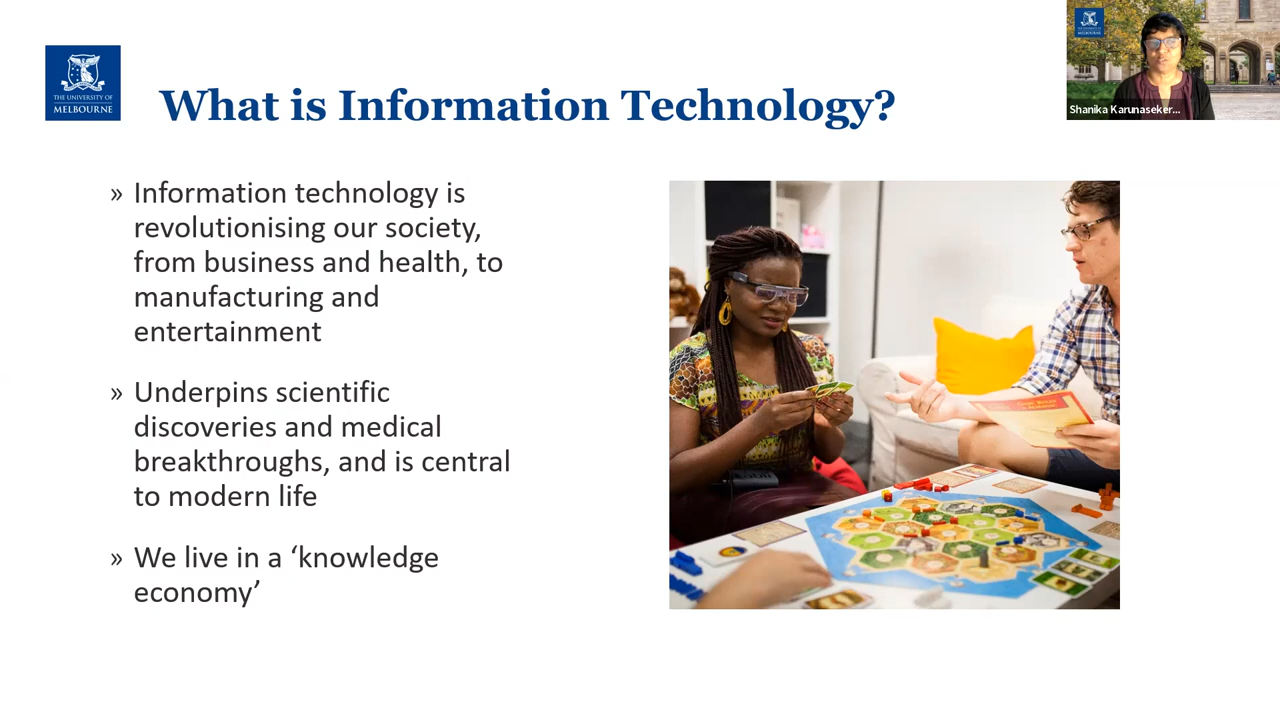 THE UNIVERSITY OF
MELBOURNE
What is Information Technology?
MELBOURNE
Shanika Karunaseker...
» Information technology is
revolutionising our society,
from business and health, to
manufacturing and
entertainment
» Underpins scientific
discoveries and medical
breakthroughs, and is central
to modern life
» We live in a ‘knowledge
economy’